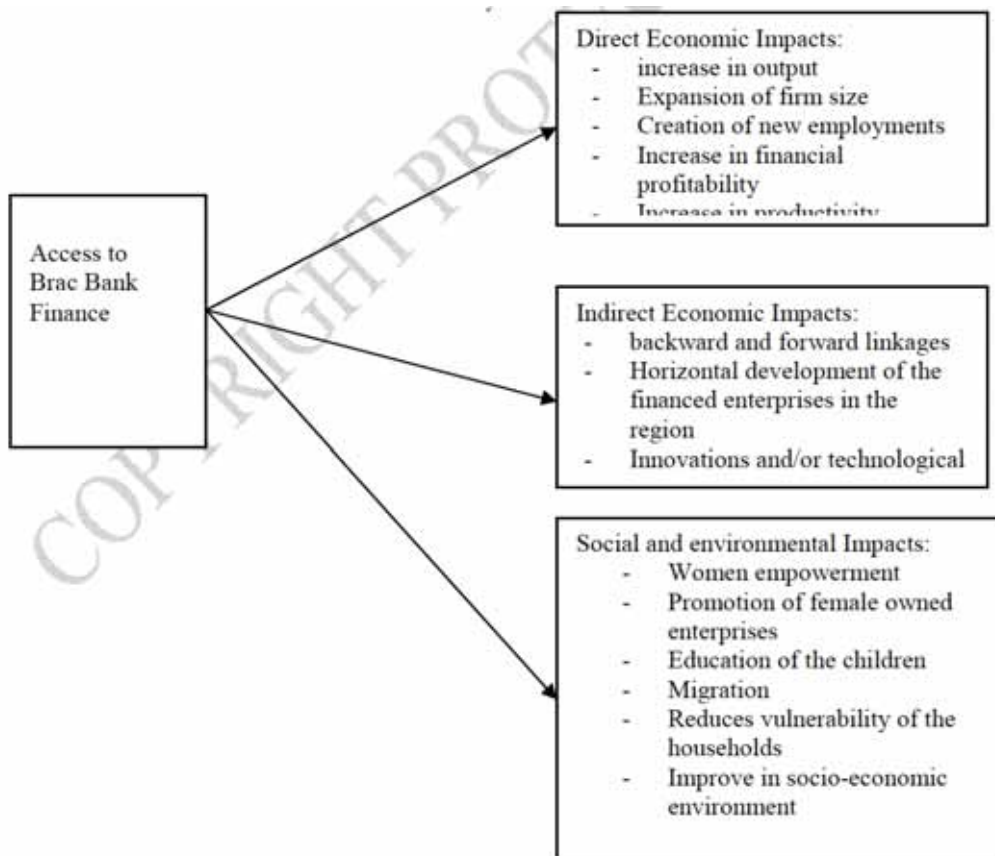 Direct Economic Impacts:
- increase in output
- Expansion of firm size
- Creation of new employments
- Increase in financial
profitability
- Increase in productivity
Access to
Brac Bank
Finance
Indirect Economic Impacts:
- backward and forward linkages
- Horizontal development of the
financed enterprises in the
region
- Innovations and/or technological
Social and environmental Impacts:
- Women empowerment
- Promotion of female owned
enterprises
- Education of the children
- Migration
- Reduces vulnerability of the
households
- Improve in socio-economic
environment